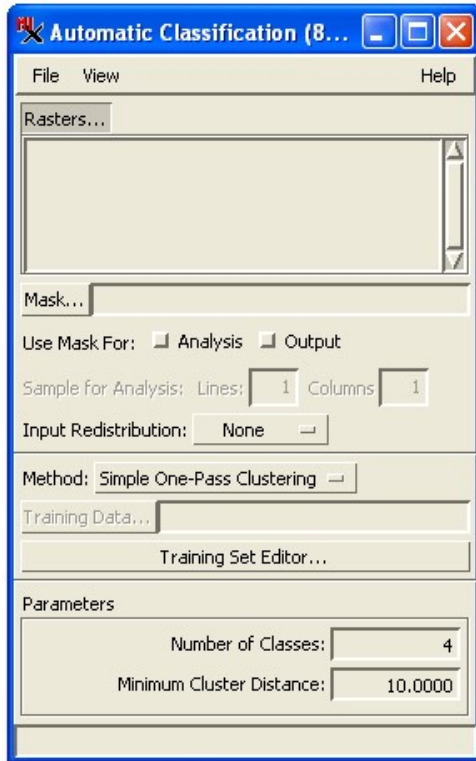 Automatic Classification (8...
File View Help
Rasters...
Mask...
Use Mask For: Analysis Output
Sample for Analysis: Lines: 1 Columns 1
Input Redistribution: None
Method: Simple One-Pass Clustering
Training Data...
Training Set Editor...
Parameters
Number of Classes: 4
Minimum Cluster Distance: 10.0000